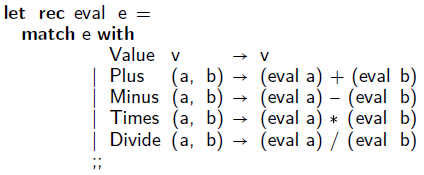 let rec eval e =
match e with
Value v → v
| Plus (a, b) → (eval a) + (eval b)
| Minus (a, b) → (eval a) − (eval b)
| Times (a, b) → (eval a) * (eval b)
| Divide (a, b) → (eval a) / (eval b)
;;